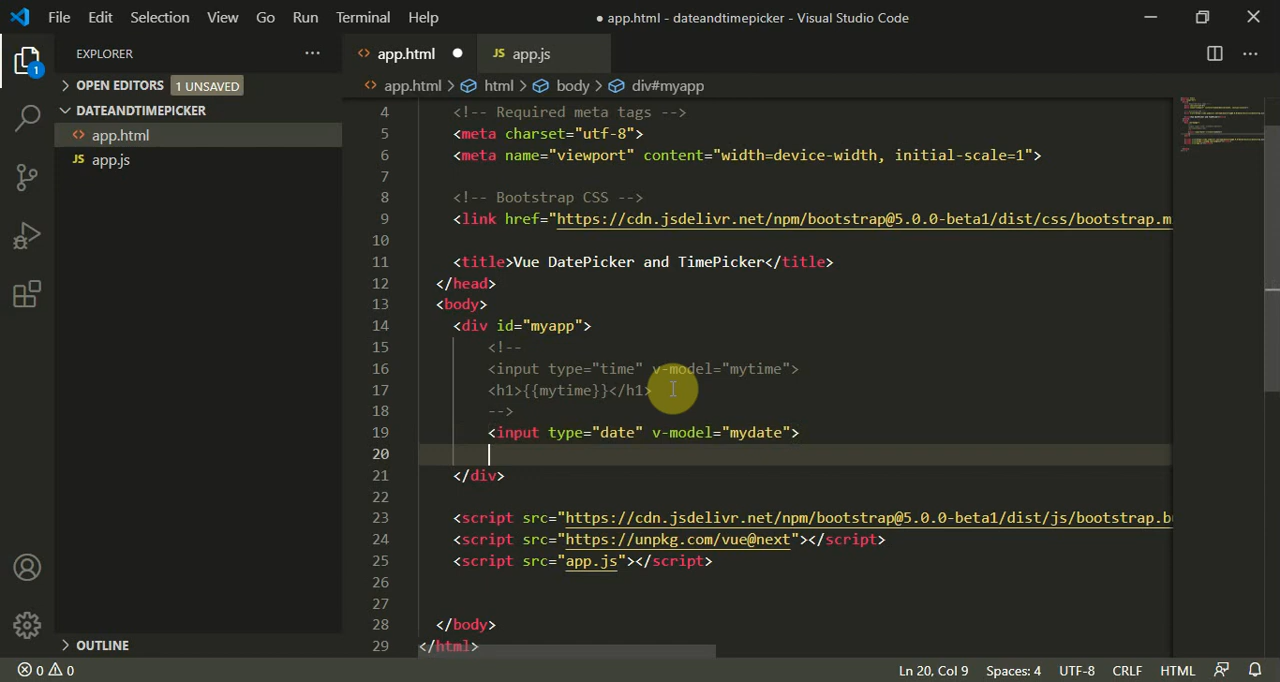 File Edit Selection View Go Run Terminal Help ● app.html - dateandtimepicker - Visual Studio Code
EXPLORER ···
app.html ● JS app.js
OPEN EDITORS 1 UNSAVED
app.html > html > body > div#myapp
DATEANDTIMEPICKER
app.html
JS app.js
1
4 <!-- Required meta tags -->
5 <meta charset="utf-8">
6 <meta name="viewport" content="width=device-width, initial-scale=1">
7
8 <!-- Bootstrap CSS -->
9 <link href="https://cdn.jsdelivr.net/npm/bootstrap@5.0.0-beta1/dist/css/bootstrap.m
10
11 <title>Vue DatePicker and TimePicker</title>
12 </head>
13 <body>
14 <div id="myapp">
15 <!--
16 <input type="time" v-model="mytime">
17 <h1>{{mytime}}</h1>
18 -->
19 <input type="date" v-model="mydate">
20
21 </div>
22
23 <script src="https://cdn.jsdelivr.net/npm/bootstrap@5.0.0-beta1/dist/js/bootstrap.b
24 <script src="https://unpkg.com/vue@next"></script>
25 <script src="app.js"></script>
26
27
28 </body>
29 </html>
OUTLINE
0 0 Ln 20, Col 9 Spaces: 4 UTF-8 CRLF HTML